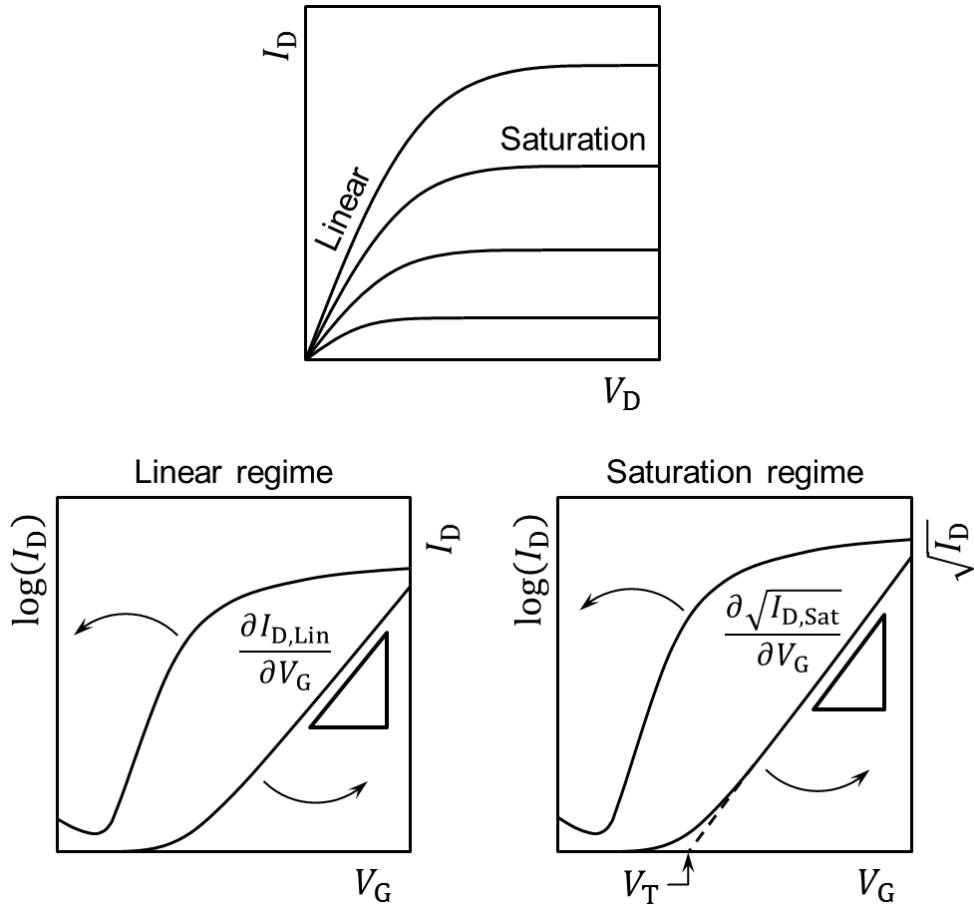 I_D
Saturation
Linear
V_D
Linear regime
Saturation regime
log(I_D)
I_D
∂I_D,Lin
∂V_G
V_G
log(I_D)
√I_D
∂√I_D,Sat
∂V_G
V_T
V_G